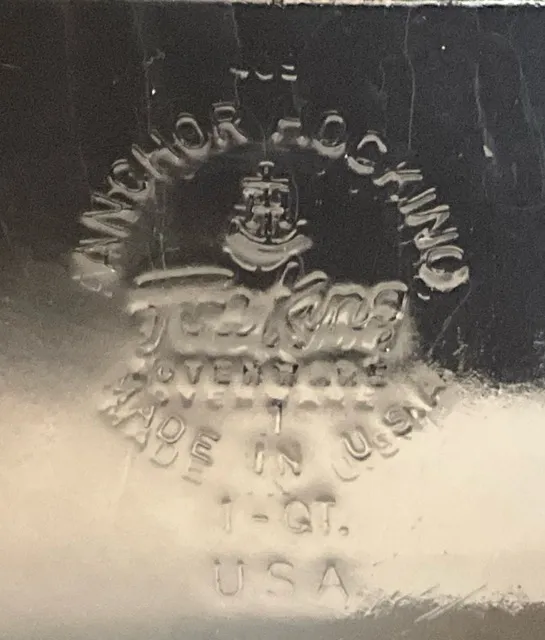 ANCHOR HOCKING
Fire King
OVENWARE
1
MADE IN U.S.A.
1-QT.
USA